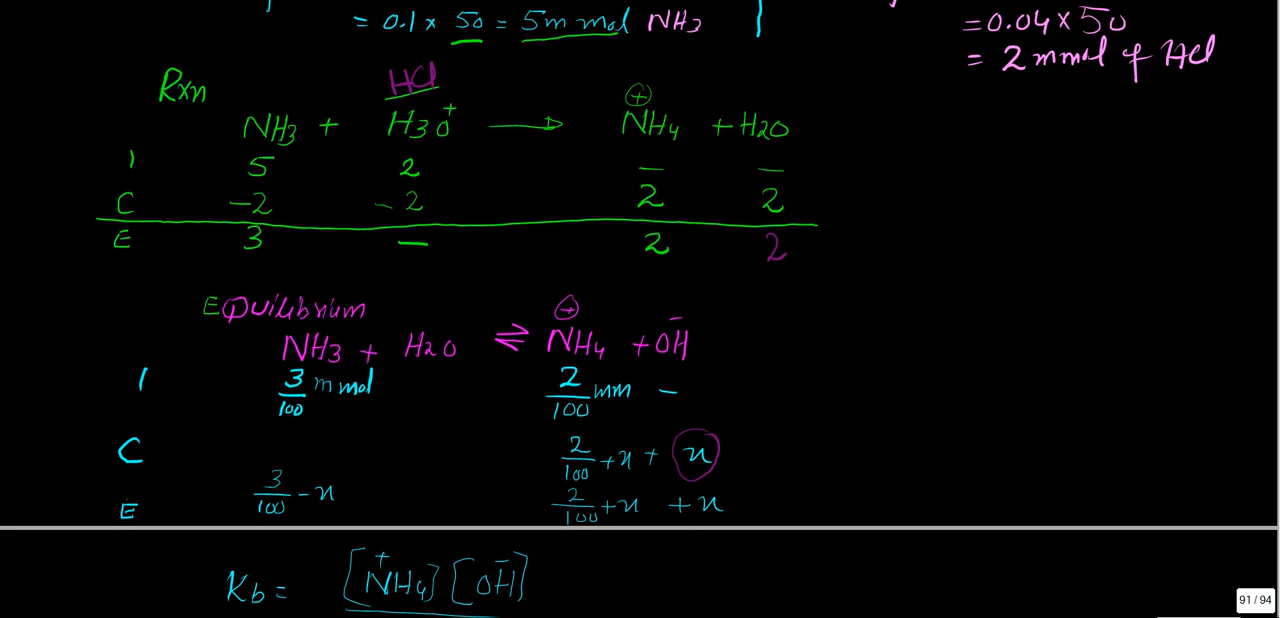 = 0.1 × 50 = 5m mol NH3
= 0.04 × 50
= 2 mmol of HCl
Rxn
HCl
NH3 + H3O+ → NH4⊕ + H2O
I 5 2 – –
C –2 –2 2 2
E 3 – 2 2
EQuilibrium
NH3 + H2O ⇌ NH4⊕ + OH–
I 3/100 m mol 2/100 mm –
C 2/100 + x + x
E 3/100 – x 2/100 + x + x
Kb = [NH4+] [OH–]
91 / 94